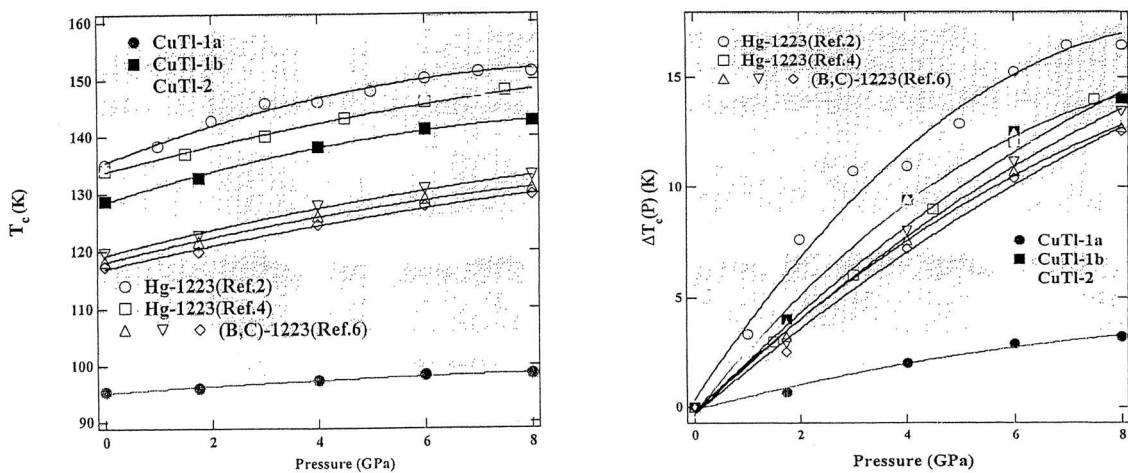 155
150
140
130
120
110
100
90
T_c (K)
CuTl-1a
CuTl-1b
CuTl-2
Hg-1223(Ref.2)
Hg-1223(Ref.4)
(B,C)-1223(Ref.6)
0 2 4 6 8
Pressure (GPa)
15
10
5
0
ΔT_c(P) (K)
Hg-1223(Ref.2)
Hg-1223(Ref.4)
(B,C)-1223(Ref.6)
CuTl-1a
CuTl-1b
CuTl-2
0 2 4 6 8
Pressure (GPa)